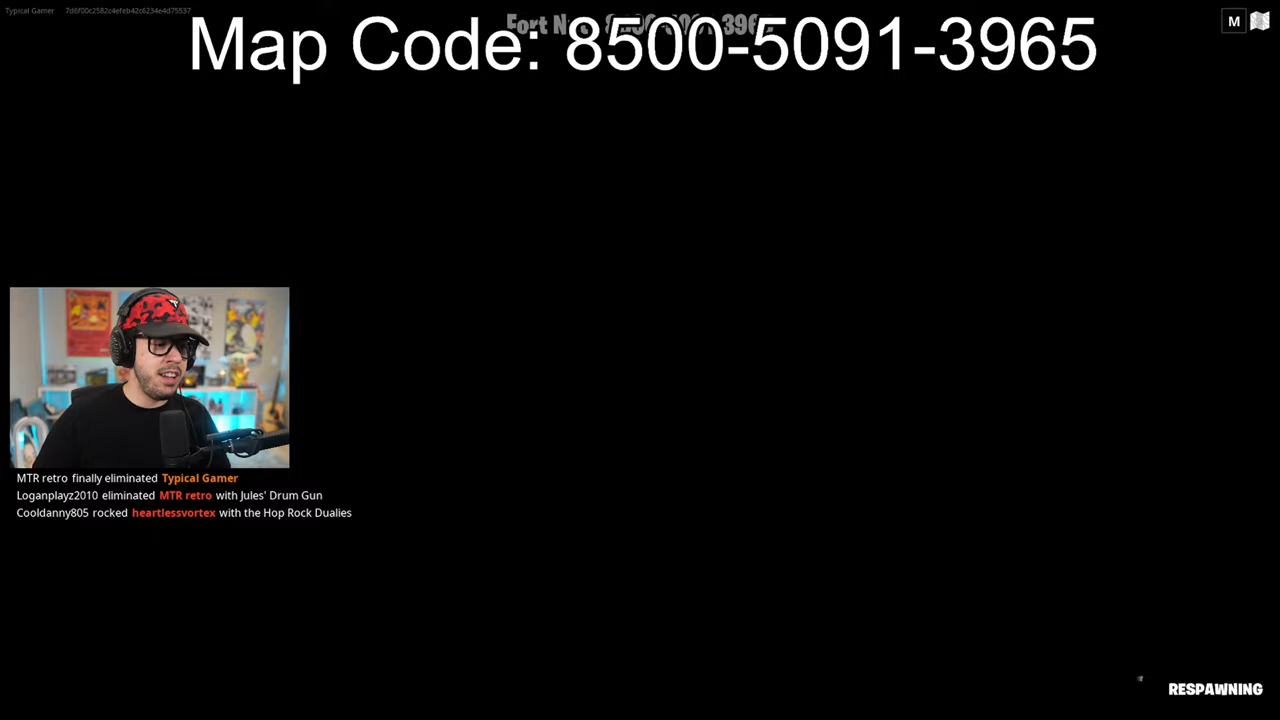 Typical Gamer
Map Code: 8500-5091-3965
M
MTR retro finally eliminated Typical Gamer
Loganplayz2010 eliminated MTR retro with Jules' Drum Gun
Cooldanny805 rocked heartlessvortex with the Hop Rock Dualies
RESPAWNING